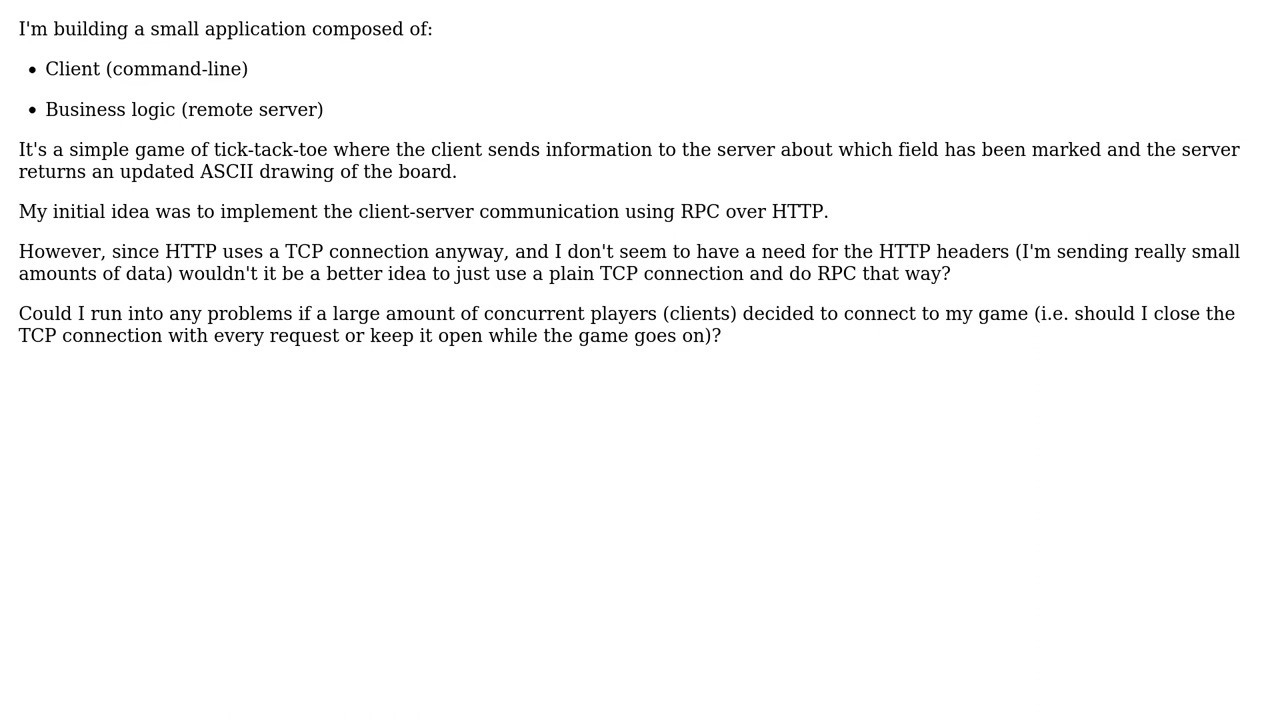 I'm building a small application composed of:
• Client (command-line)
• Business logic (remote server)
It's a simple game of tick-tack-toe where the client sends information to the server about which field has been marked and the server
returns an updated ASCII drawing of the board.
My initial idea was to implement the client-server communication using RPC over HTTP.
However, since HTTP uses a TCP connection anyway, and I don't seem to have a need for the HTTP headers (I'm sending really small
amounts of data) wouldn't it be a better idea to just use a plain TCP connection and do RPC that way?
Could I run into any problems if a large amount of concurrent players (clients) decided to connect to my game (i.e. should I close the
TCP connection with every request or keep it open while the game goes on)?